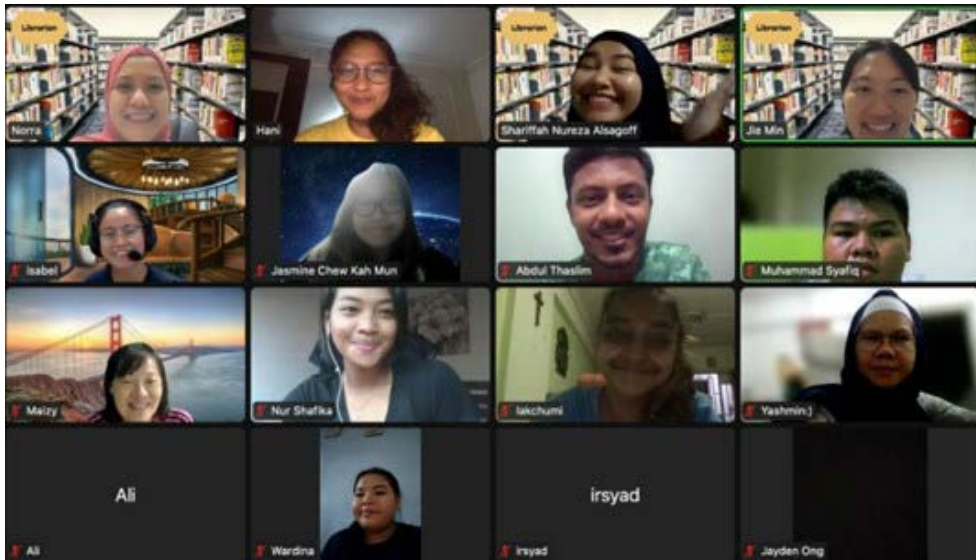 Librarian
Norra
Hani
Librarian
Shariffah Nureza Alsagoff
Librarian
Jie Min
Isabel
Jasmine Chew Kah Mun
Abdul Thaslim
Muhammad Syafiq
Maizy
Nur Shafika
lakchumi
Yashmin:)
Ali
Ali
Wardina
irsyad
irsyad
Jayden Ong